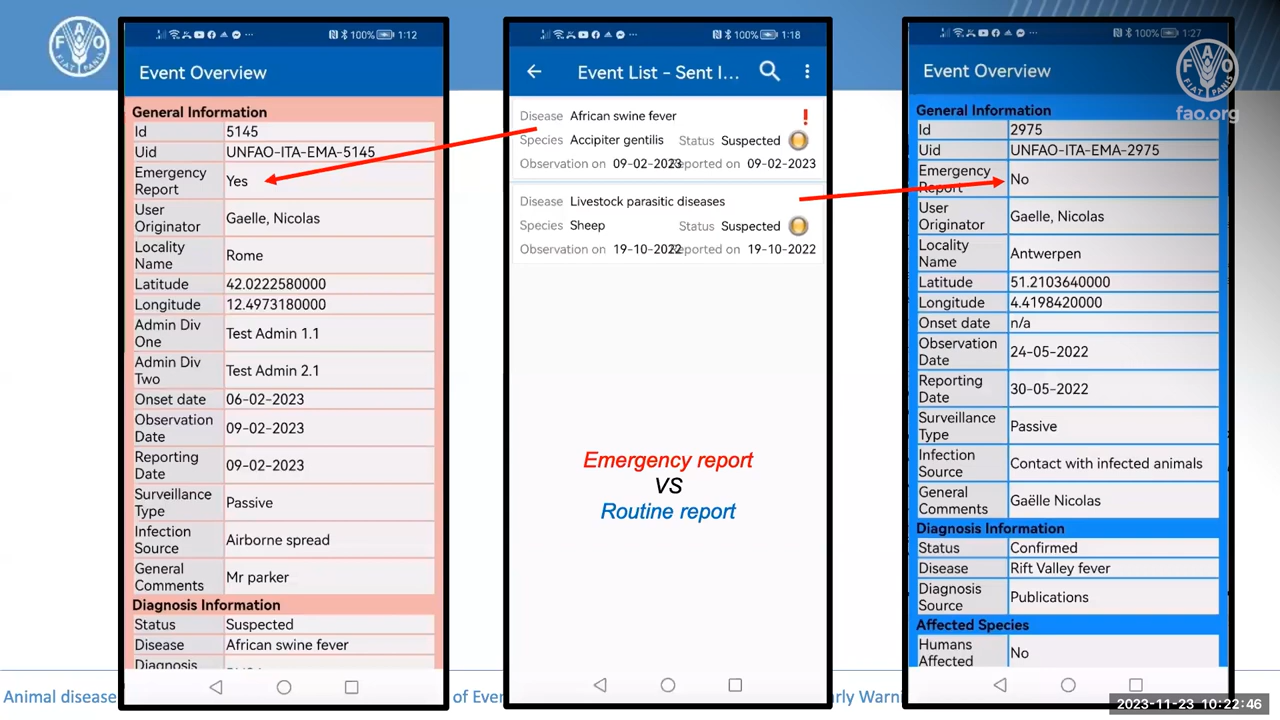 FAO
FIAT PANIS
100% 1:12
Event Overview
General Information
Id 5145
Uid UNFAO-ITA-EMA-5145
Emergency
Report
Yes
User
Originator
Gaelle, Nicolas
Locality
Name
Rome
Latitude 42.0222580000
Longitude 12.4973180000
Admin Div
One
Test Admin 1.1
Admin Div
Two
Test Admin 2.1
Onset date 06-02-2023
Observation
Date
09-02-2023
Reporting
Date
09-02-2023
Surveillance
Type
Passive
Infection
Source
Airborne spread
General
Comments
Mr parker
Diagnosis Information
Status Suspected
Disease African swine fever
Diagnosis
100% 1:18
Event List - Sent I...
Disease African swine fever
Species Accipiter gentilis Status Suspected
Observation on 09-02-2023 Reported on 09-02-2023
Disease Livestock parasitic diseases
Species Sheep Status Suspected
Observation on 19-10-2022 Reported on 19-10-2022
Emergency report
VS
Routine report
100% 1:27
Event Overview
FAO
FIAT PANIS
fao.org
General Information
Id 2975
Uid UNFAO-ITA-EMA-2975
Emergency
Report
No
User
Originator
Gaelle, Nicolas
Locality
Name
Antwerpen
Latitude 51.2103640000
Longitude 4.4198420000
Onset date n/a
Observation
Date
24-05-2022
Reporting
Date
30-05-2022
Surveillance
Type
Passive
Infection
Source
Contact with infected animals
General
Comments
Gaëlle Nicolas
Diagnosis Information
Status Confirmed
Disease Rift Valley fever
Diagnosis
Source
Publications
Affected Species
Humans
Affected
No
Animal disease of Ever rly Warni
2023-11-23 10:22:46